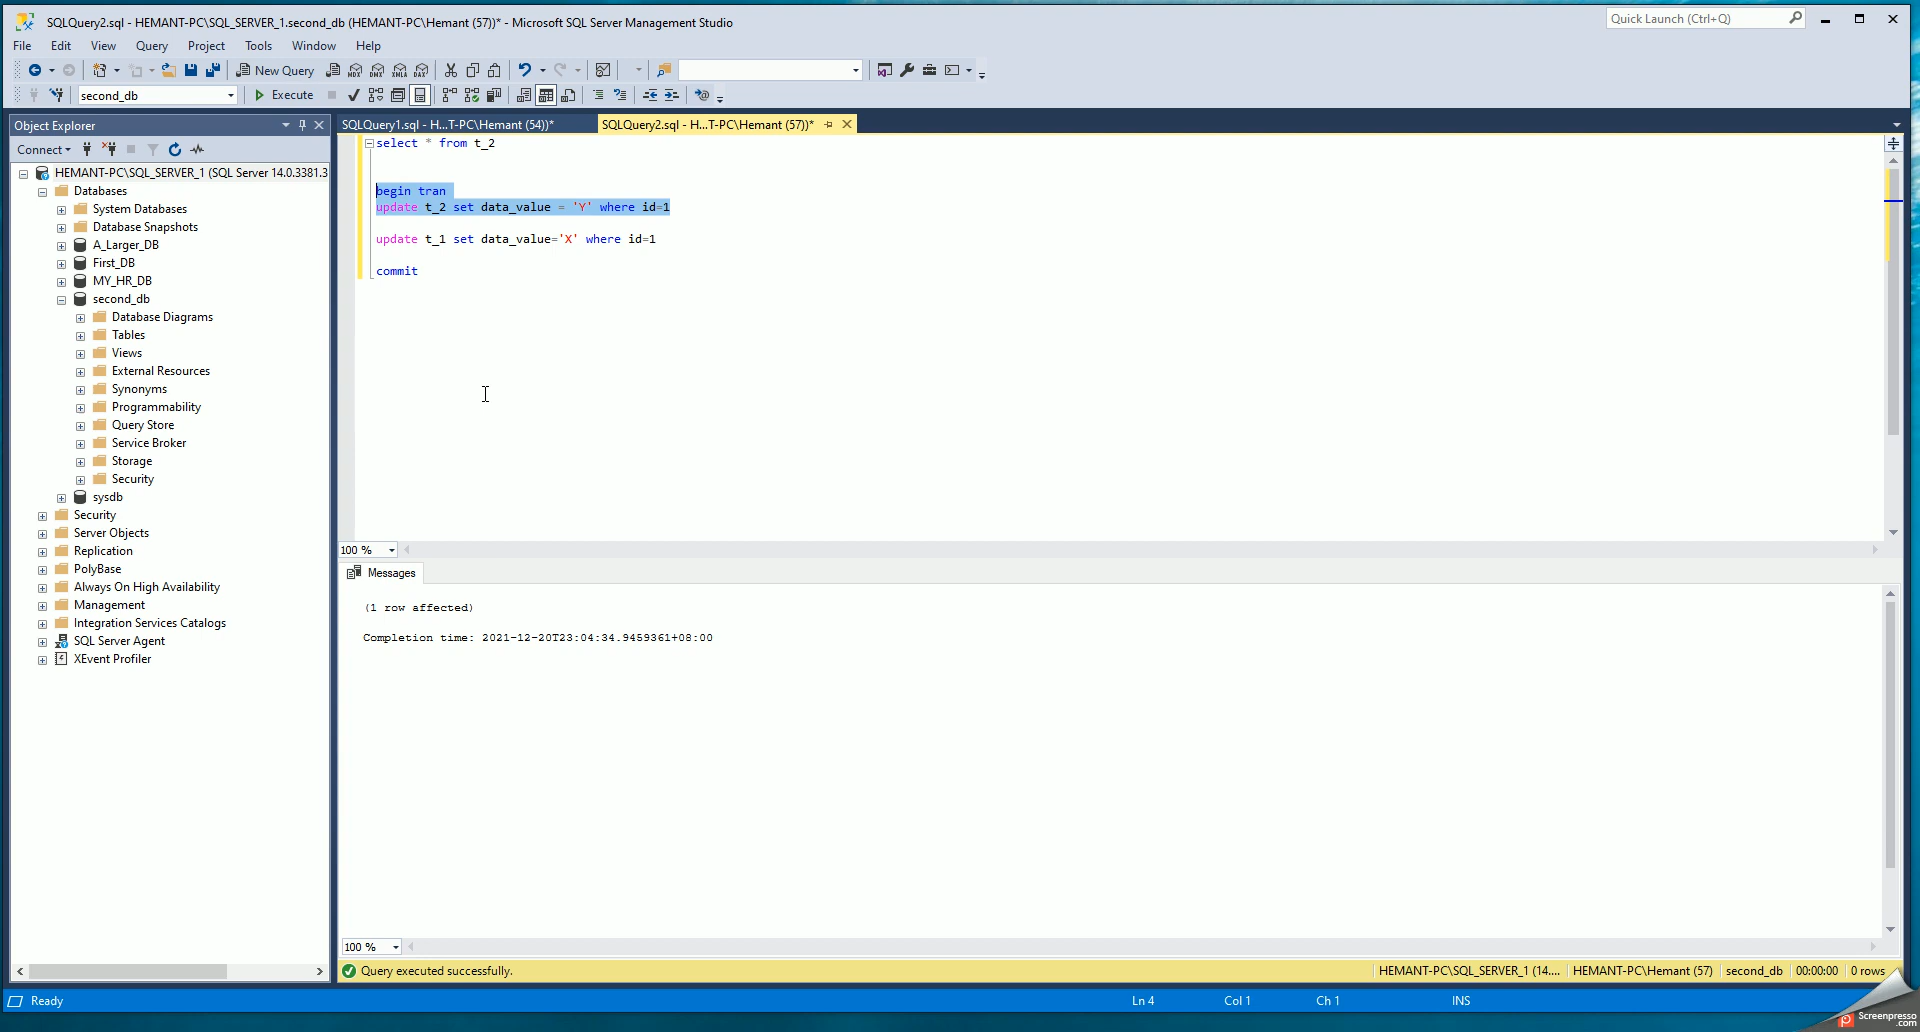 SQLQuery2.sql - HEMANT-PC\SQL_SERVER_1.second_db (HEMANT-PC\Hemant (57))* - Microsoft SQL Server Management Studio
Quick Launch (Ctrl+Q)
File Edit View Query Project Tools Window Help
New Query
MDX DMX XMLA DAX
second_db
Execute
Object Explorer
SQLQuery1.sql - H...T-PC\Hemant (54))*
SQLQuery2.sql - H...T-PC\Hemant (57))*
Connect
HEMANT-PC\SQL_SERVER_1 (SQL Server 14.0.3381.3
Databases
System Databases
Database Snapshots
A_Larger_DB
First_DB
MY_HR_DB
second_db
Database Diagrams
Tables
Views
External Resources
Synonyms
Programmability
Query Store
Service Broker
Storage
Security
sysdb
Security
Server Objects
Replication
PolyBase
Always On High Availability
Management
Integration Services Catalogs
SQL Server Agent
XEvent Profiler
select * from t_2
begin tran
update t_2 set data_value = 'Y' where id=1
update t_1 set data_value='X' where id=1
commit
100 %
Messages
(1 row affected)
Completion time: 2021-12-20T23:04:34.9459361+08:00
100 %
Query executed successfully.
HEMANT-PC\SQL_SERVER_1 (14....
HEMANT-PC\Hemant (57)
second_db
00:00:00
0 rows
Ready
Ln 4
Col 1
Ch 1
INS
Screenpresso
.com